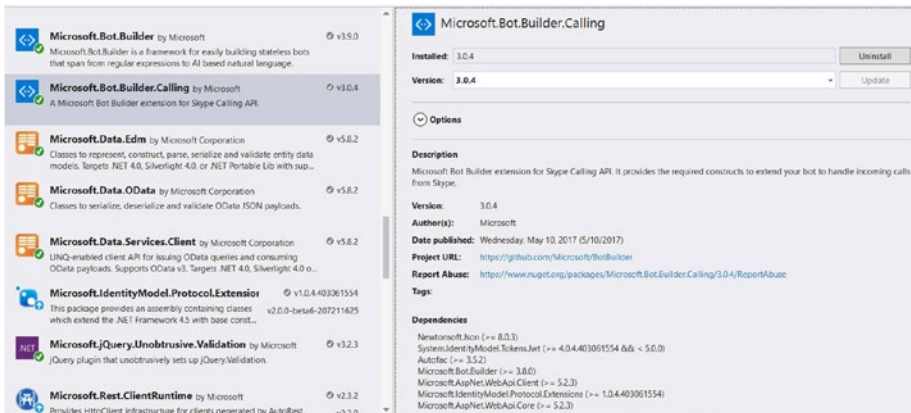 Microsoft.Bot.Builder by Microsoft v3.9.0
Microsoft.Bot.Builder is a framework for easily building stateless bots
that span from regular expressions to AI based natural language.
Microsoft.Bot.Builder.Calling by Microsoft v3.0.4
A Microsoft Bot Builder extension for Skype Calling API.
Microsoft.Data.Edm by Microsoft Corporation v5.8.2
Classes to represent, construct, parse, serialize and validate entity data
models. Targets .NET 4.0, Silverlight 4.0, or .NET Portable Lib with sup...
Microsoft.Data.OData by Microsoft Corporation v5.8.2
Classes to serialize, deserialize and validate OData JSON payloads.
Microsoft.Data.Services.Client by Microsoft Corporation v5.8.2
LINQ-enabled client API for issuing OData queries and consuming
OData payloads. Supports OData v3. Targets .NET 4.0, Silverlight 4.0 o...
Microsoft.IdentityModel.Protocol.Extensior v1.0.4.403061554
This package provides an assembly containing classes v2.0.0-beta6-207211625
which extend the .NET Framework 4.5 with base const...
.NET
Microsoft.jQuery.Unobtrusive.Validation by Microsoft v3.2.3
jQuery plugin that unobtrusively sets up jQuery.Validation.
Microsoft.Rest.ClientRuntime by Microsoft v2.3.2
Provides HttpClient infrastructure for clients generated by AutoRest.
Microsoft.Bot.Builder.Calling
Installed: 3.0.4 Uninstall
Version: 3.0.4 Update
Options
Description
Microsoft Bot Builder extension for Skype Calling API. It provides the required constructs to extend your bot to handle incoming calls
from Skype.
Version: 3.0.4
Author(s): Microsoft
Date published: Wednesday, May 10, 2017 (5/10/2017)
Project URL: https://github.com/Microsoft/BotBuilder
Report Abuse: https://www.nuget.org/packages/Microsoft.Bot.Builder.Calling/3.0.4/ReportAbuse
Tags:
Dependencies
Newtonsoft.Json (>= 8.0.3)
System.IdentityModel.Tokens.Jwt (>= 4.0.4.403061554 && < 5.0.0)
Autofac (>= 3.5.2)
Microsoft.Bot.Builder (>= 3.8.0)
Microsoft.AspNet.WebApi.Client (>= 5.2.3)
Microsoft.IdentityModel.Protocol.Extensions (>= 1.0.4.403061554)
Microsoft.AspNet.WebApi.Core (>= 5.2.3)